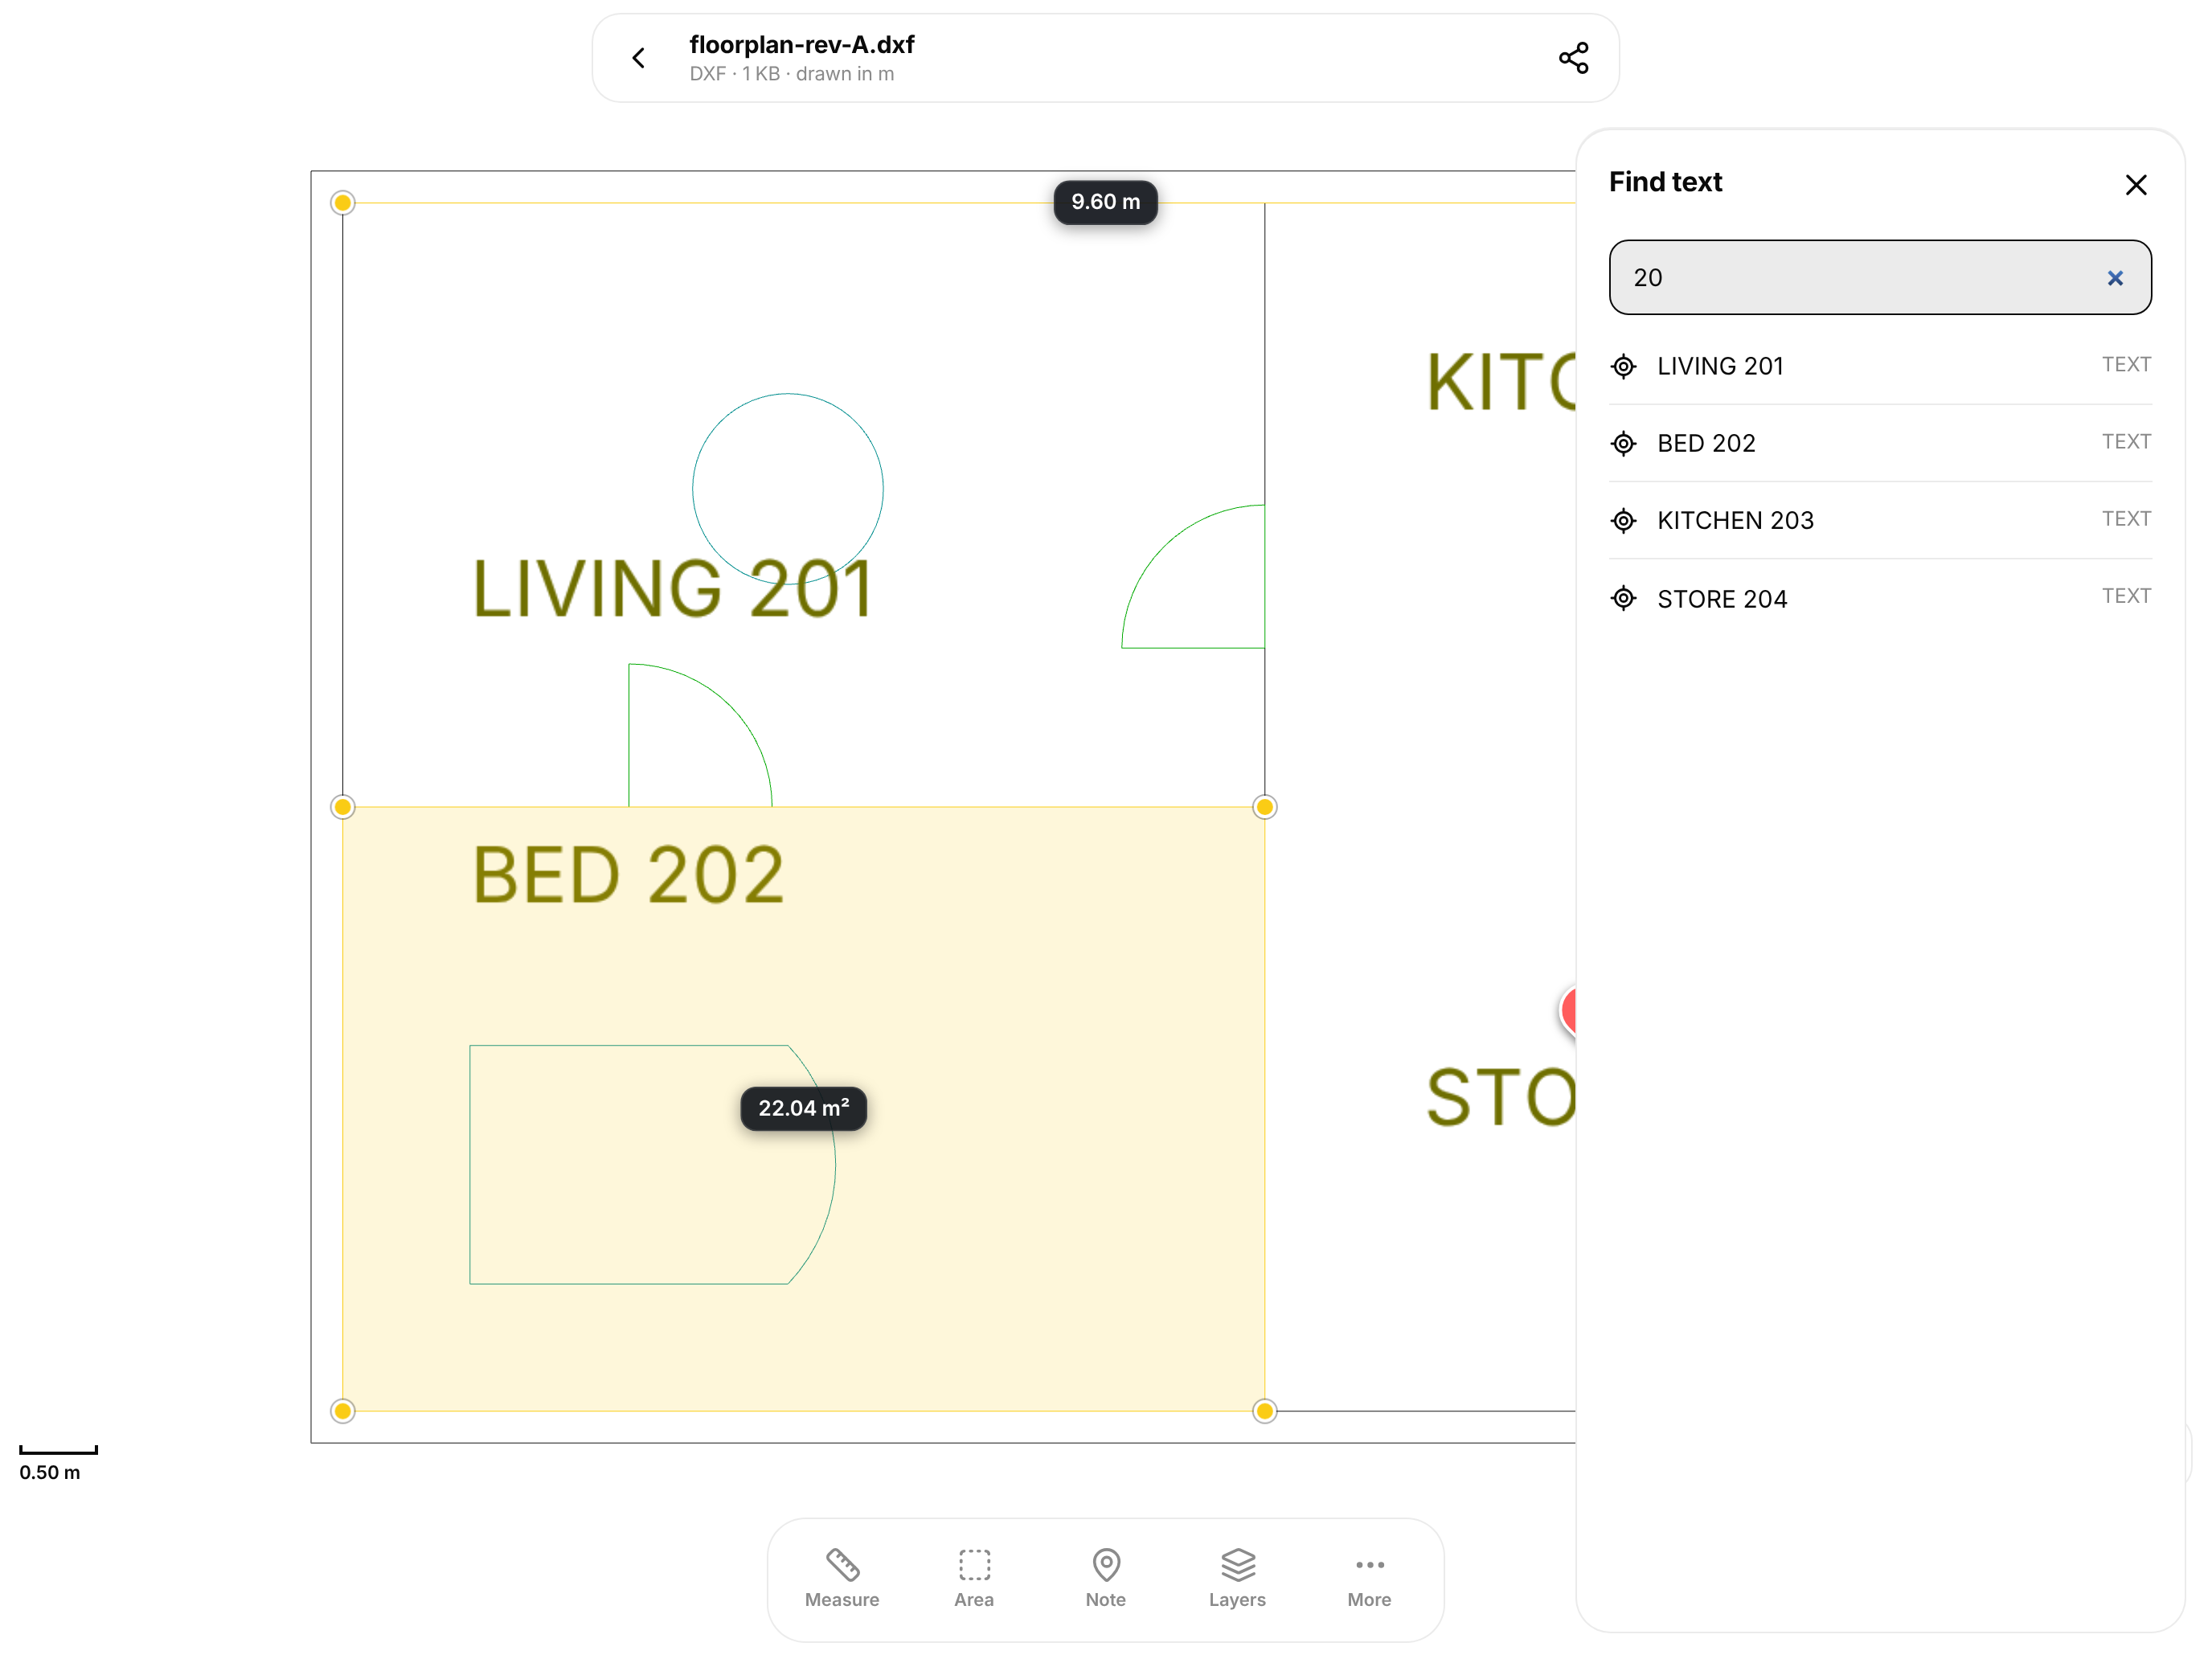 floorplan-rev-A.dxf
DXF · 1 KB · drawn in m
9.60 m
KITC
LIVING 201
BED 202
22.04 m²
STO
0.50 m
Measure
Area
Note
Layers
More
Find text
20
LIVING 201 TEXT
BED 202 TEXT
KITCHEN 203 TEXT
STORE 204 TEXT